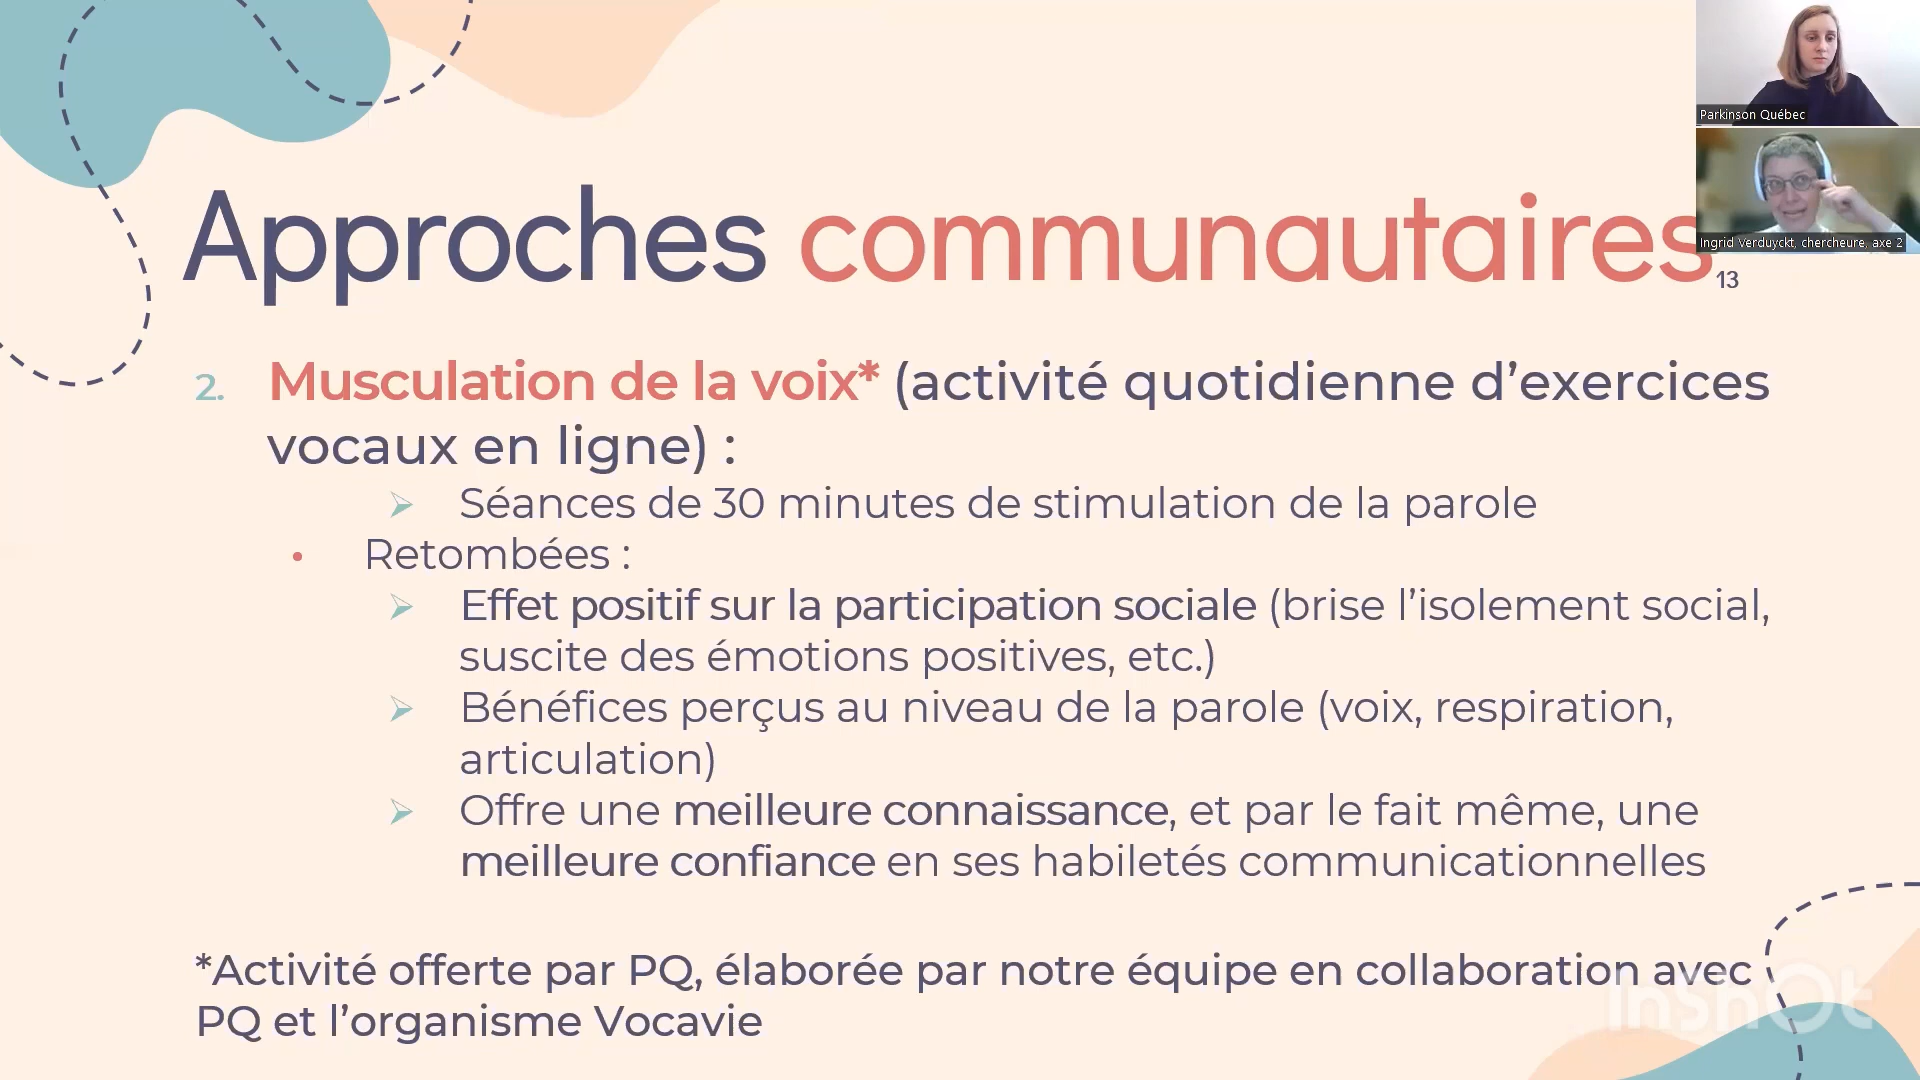 Parkinson Québec
Ingrid Verduyckt, chercheure, axe 2
Approches communautaires
13
2. Musculation de la voix* (activité quotidienne d’exercices
vocaux en ligne) :
➢ Séances de 30 minutes de stimulation de la parole
• Retombées :
➢ Effet positif sur la participation sociale (brise l’isolement social,
suscite des émotions positives, etc.)
➢ Bénéfices perçus au niveau de la parole (voix, respiration,
articulation)
➢ Offre une meilleure connaissance, et par le fait même, une
meilleure confiance en ses habiletés communicationnelles
*Activité offerte par PQ, élaborée par notre équipe en collaboration avec
PQ et l’organisme Vocavie
InShOt